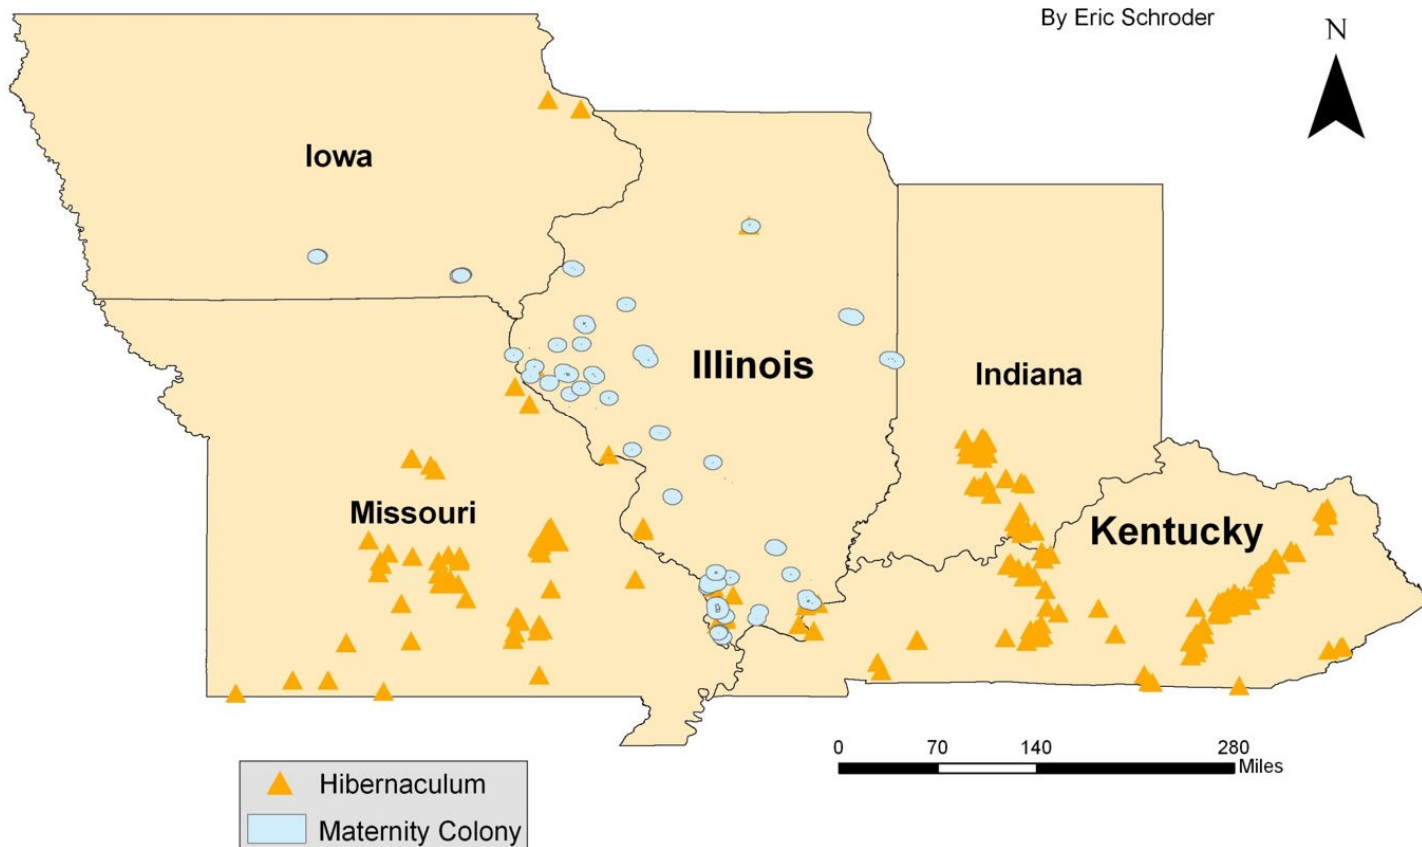 By Eric Schroder
N
Iowa
Illinois
Indiana
Missouri
Kentucky
0 70 140 280
Miles
Hibernaculum
Maternity Colony